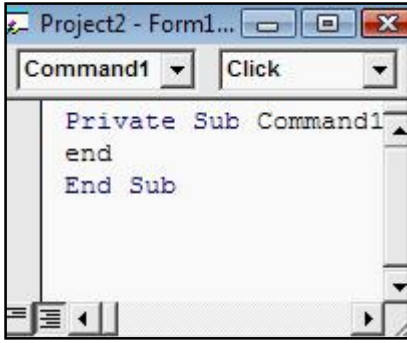 Project2 - Form1...
Command1 Click
Private Sub Command1
end
End Sub